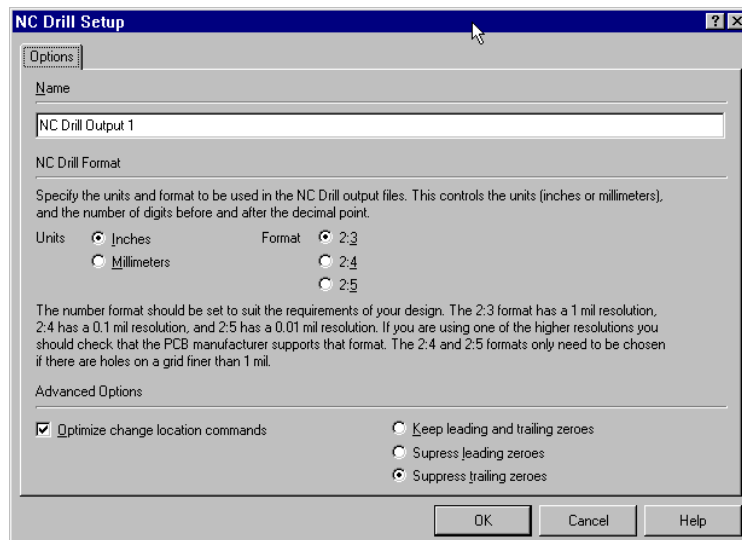 NC Drill Setup
Options
Name
NC Drill Output 1
NC Drill Format
Specify the units and format to be used in the NC Drill output files. This controls the units (inches or millimeters),
and the number of digits before and after the decimal point.
Units Inches Format 2:3
Millimeters 2:4
2:5
The number format should be set to suit the requirements of your design. The 2:3 format has a 1 mil resolution,
2:4 has a 0.1 mil resolution, and 2:5 has a 0.01 mil resolution. If you are using one of the higher resolutions you
should check that the PCB manufacturer supports that format. The 2:4 and 2:5 formats only need to be chosen
if there are holes on a grid finer than 1 mil.
Advanced Options
Optimize change location commands Keep leading and trailing zeroes
Supress leading zeroes
Suppress trailing zeroes
OK Cancel Help